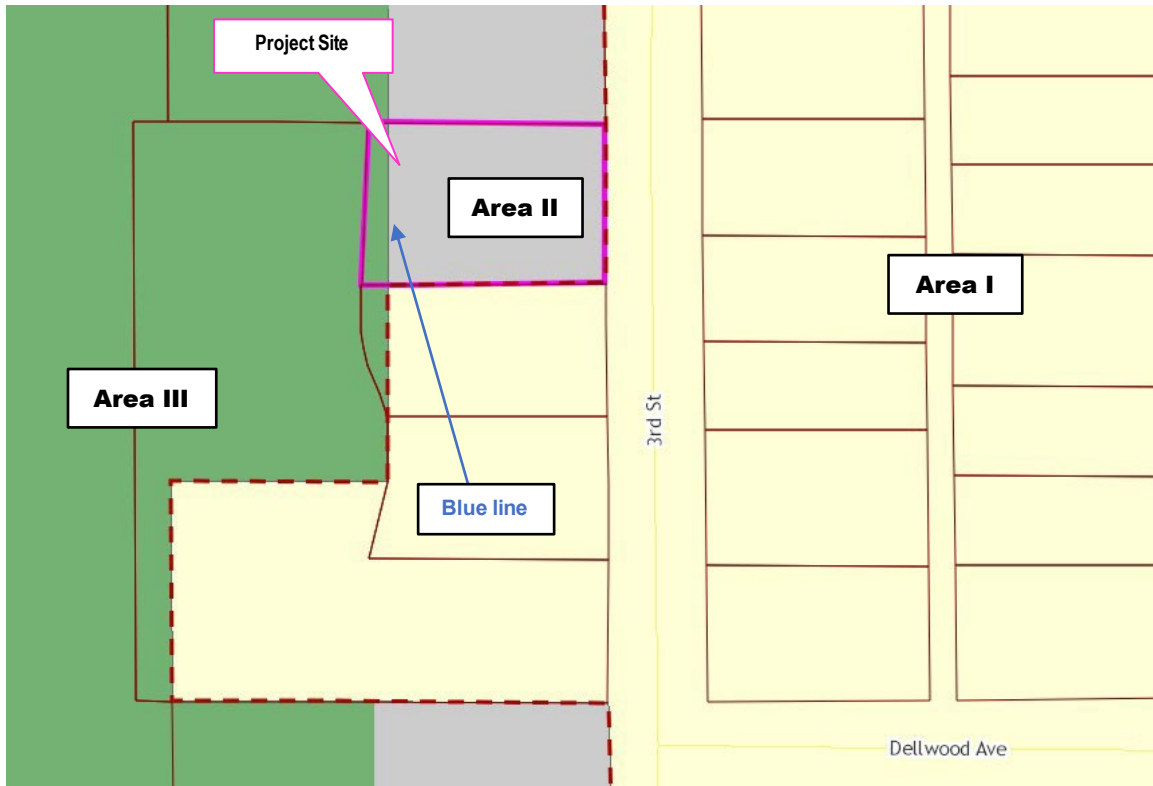 Project Site
Area II
Area I
Area III
3rd St
Blue line
Dellwood Ave